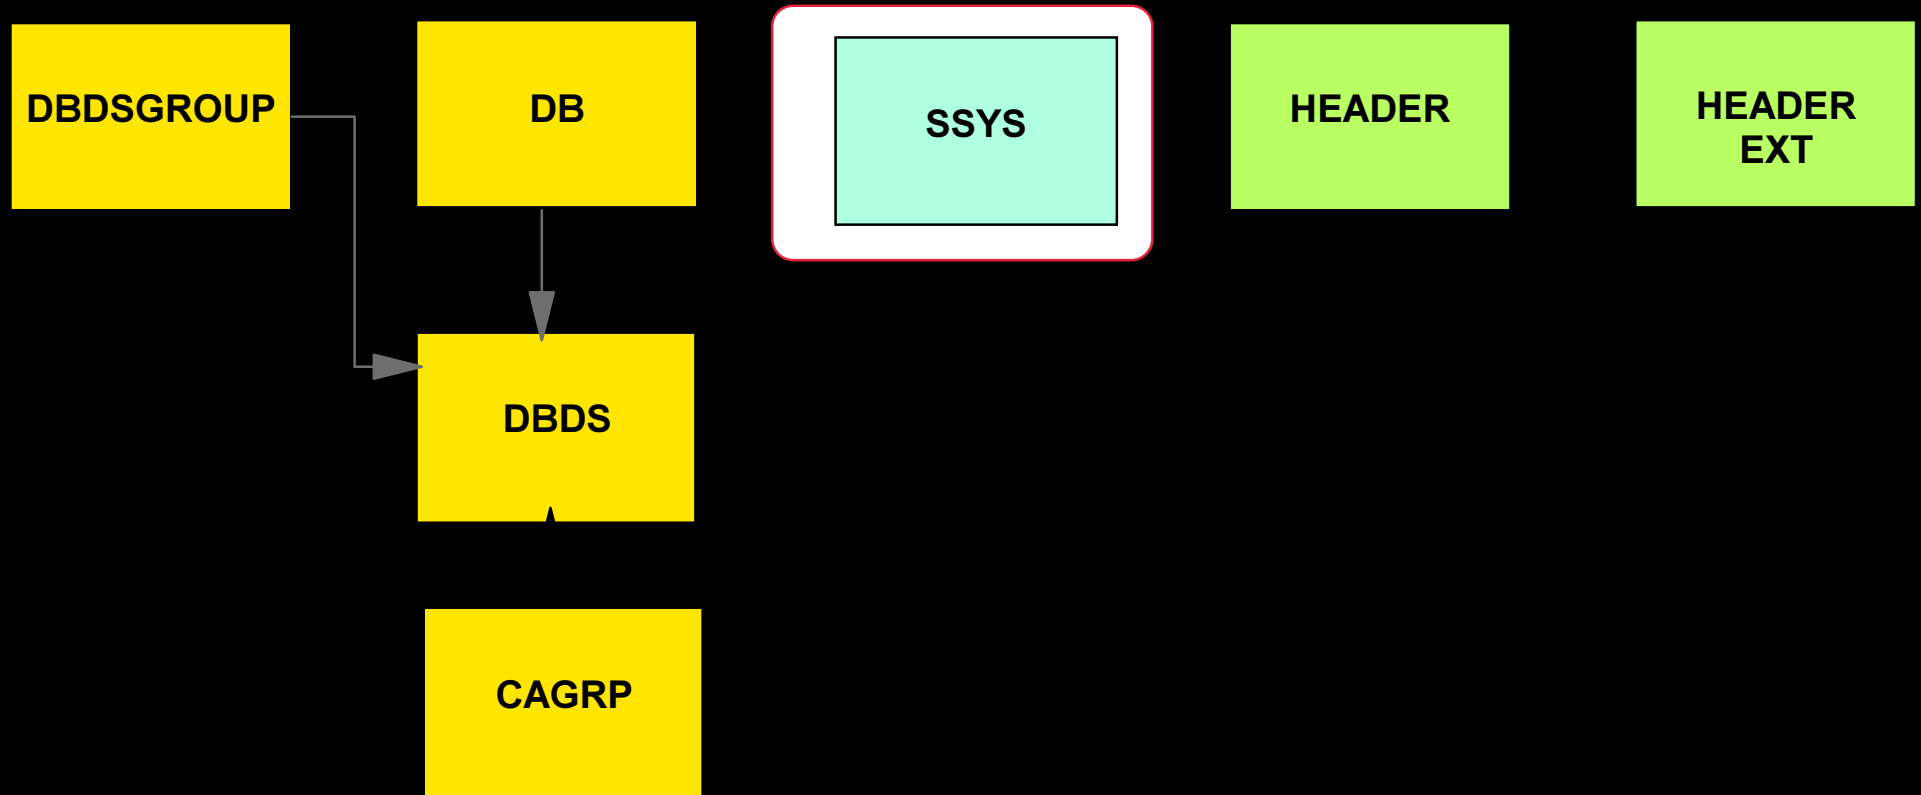 DBDSGROUP
DB
SSYS
HEADER
HEADER
EXT
DBDS
CAGRP